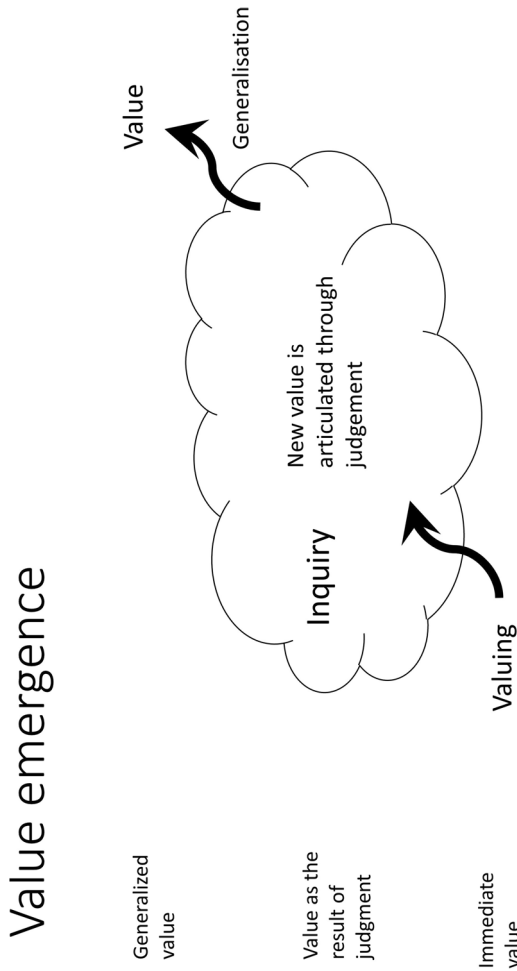 Value emergence
Generalized
value
Value
Generalisation
Value as the
result of
judgment
Inquiry
New value is
articulated through
judgement
Immediate
value
Valuing